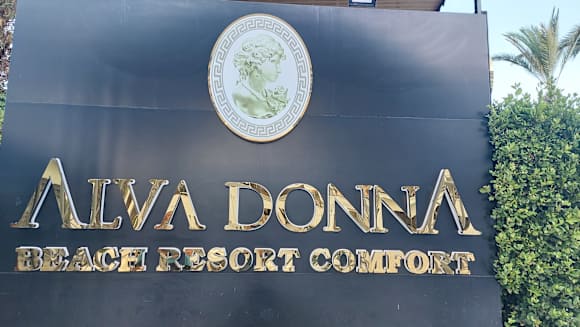 ALVA DONNA
BEACH RESORT COMFORT